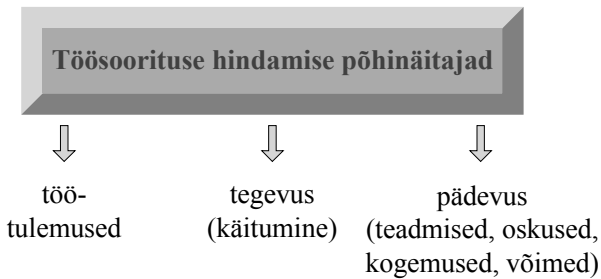 Töösoorituse hindamise põhinäitajad
töö-
tulemused
tegevus
(käitumine)
pädevus
(teadmised, oskused,
kogemused, võimed)